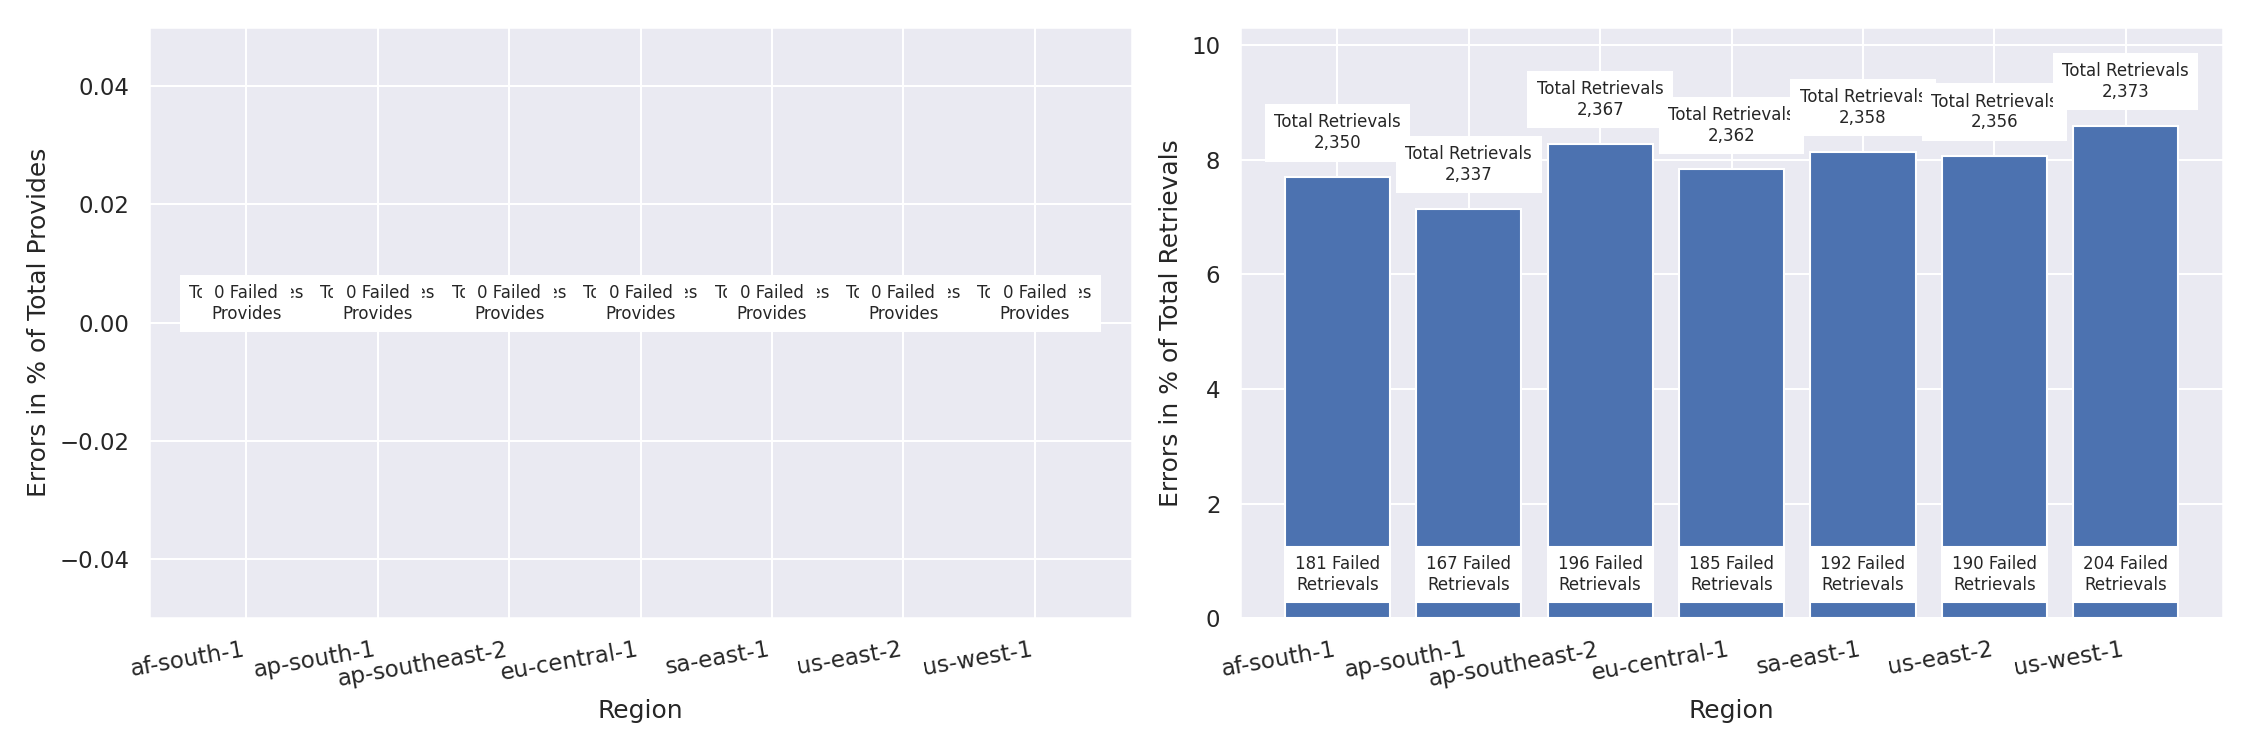 Errors in % of Total Provides
0.04
0.02
0.00
−0.02
−0.04
0 Failed
Provides
0 Failed
Provides
0 Failed
Provides
0 Failed
Provides
0 Failed
Provides
0 Failed
Provides
0 Failed
Provides
af-south-1
ap-south-1
ap-southeast-2
eu-central-1
sa-east-1
us-east-2
us-west-1
Region
Errors in % of Total Retrievals
10
8
6
4
2
0
Total Retrievals
2,350
Total Retrievals
2,337
Total Retrievals
2,367
Total Retrievals
2,362
Total Retrievals
2,358
Total Retrievals
2,356
Total Retrievals
2,373
181 Failed
Retrievals
167 Failed
Retrievals
196 Failed
Retrievals
185 Failed
Retrievals
192 Failed
Retrievals
190 Failed
Retrievals
204 Failed
Retrievals
af-south-1
ap-south-1
ap-southeast-2
eu-central-1
sa-east-1
us-east-2
us-west-1
Region